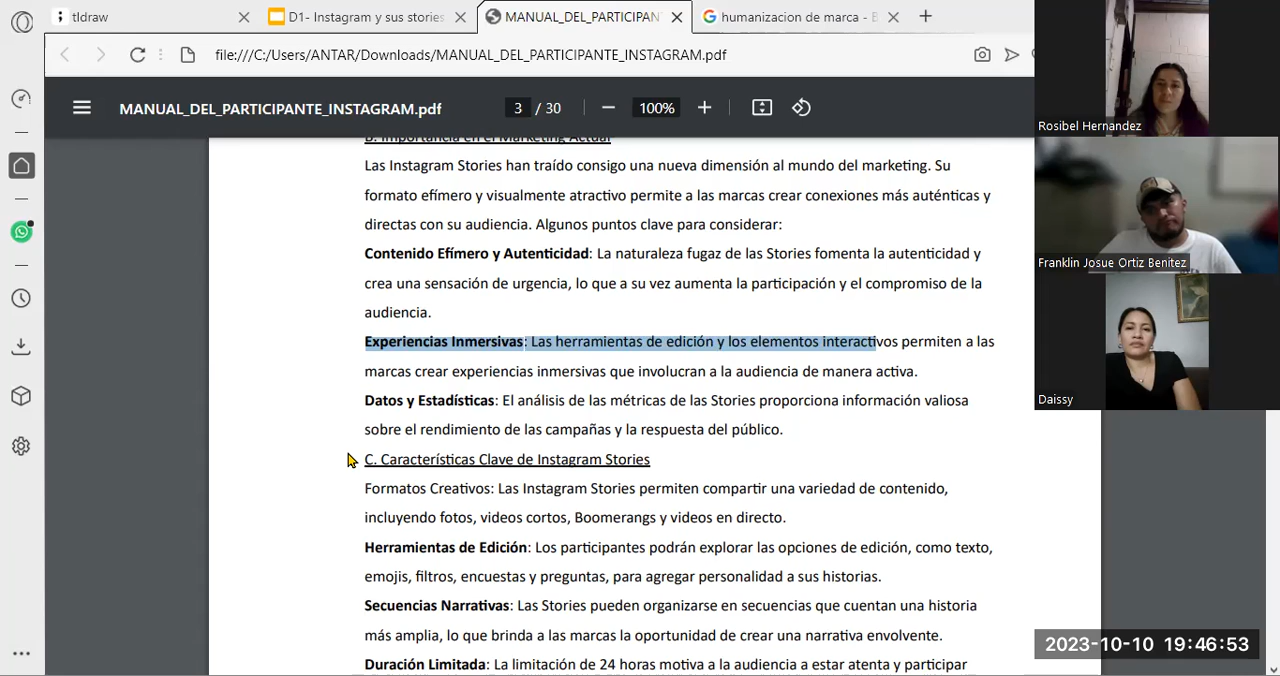 tldraw
D1- Instagram y sus stories
MANUAL_DEL_PARTICIPAN
humanizacion de marca - B
file:///C:/Users/ANTAR/Downloads/MANUAL_DEL_PARTICIPANTE_INSTAGRAM.pdf
MANUAL_DEL_PARTICIPANTE_INSTAGRAM.pdf
3 / 30
100%
B. Importancia en el Marketing Actual
Las Instagram Stories han traído consigo una nueva dimensión al mundo del marketing. Su
formato efímero y visualmente atractivo permite a las marcas crear conexiones más auténticas y
directas con su audiencia. Algunos puntos clave para considerar:
Contenido Efímero y Autenticidad: La naturaleza fugaz de las Stories fomenta la autenticidad y
crea una sensación de urgencia, lo que a su vez aumenta la participación y el compromiso de la
audiencia.
Experiencias Inmersivas: Las herramientas de edición y los elementos interactivos permiten a las
marcas crear experiencias inmersivas que involucran a la audiencia de manera activa.
Datos y Estadísticas: El análisis de las métricas de las Stories proporciona información valiosa
sobre el rendimiento de las campañas y la respuesta del público.
C. Características Clave de Instagram Stories
Formatos Creativos: Las Instagram Stories permiten compartir una variedad de contenido,
incluyendo fotos, videos cortos, Boomerangs y videos en directo.
Herramientas de Edición: Los participantes podrán explorar las opciones de edición, como texto,
emojis, filtros, encuestas y preguntas, para agregar personalidad a sus historias.
Secuencias Narrativas: Las Stories pueden organizarse en secuencias que cuentan una historia
más amplia, lo que brinda a las marcas la oportunidad de crear una narrativa envolvente.
Duración Limitada: La limitación de 24 horas motiva a la audiencia a estar atenta y participar
Rosibel Hernandez
Franklin Josue Ortiz Benitez
Daissy
2023-10-10 19:46:53